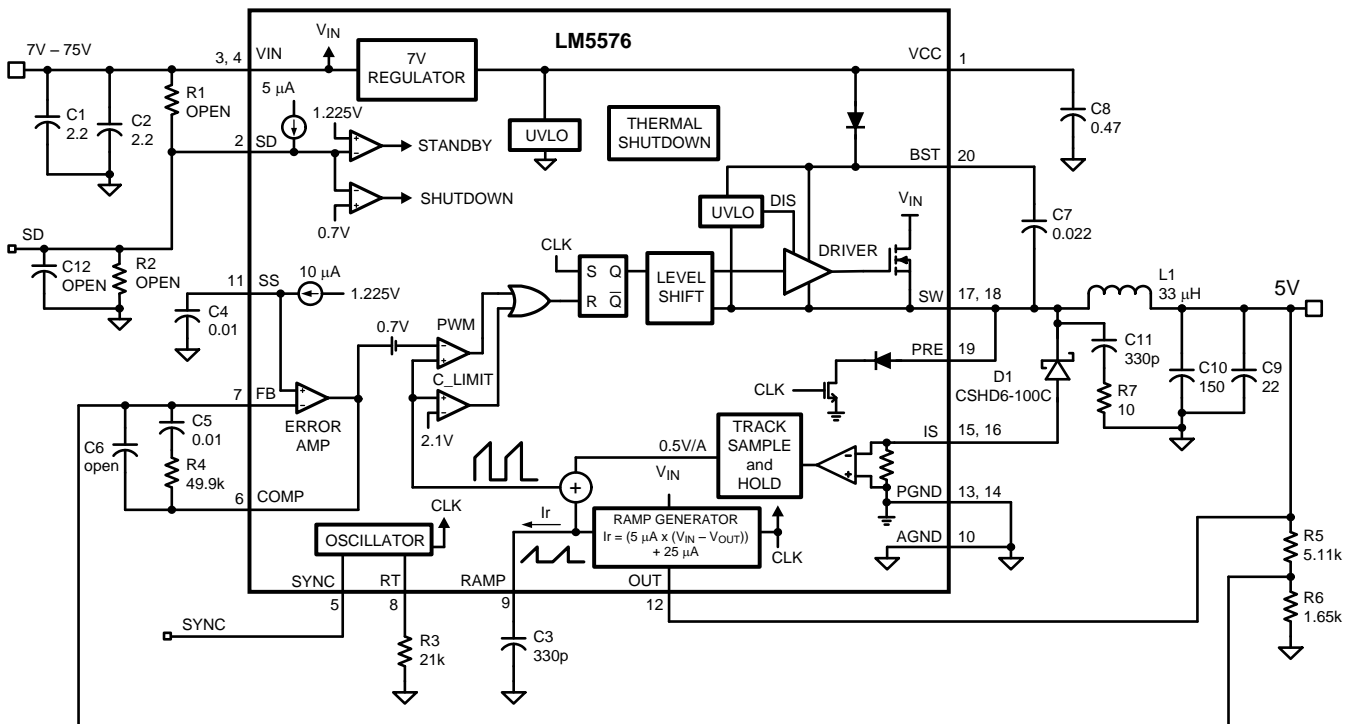 LM5576
7V – 75V
3, 4
VIN
VIN
7V
REGULATOR
VCC
1
C1
2.2
C2
2.2
R1
OPEN
5 µA
1.225V
2
SD
STANDBY
SHUTDOWN
0.7V
UVLO
THERMAL
SHUTDOWN
C8
0.47
BST
20
UVLO
DIS
VIN
DRIVER
C7
0.022
SD
C12
OPEN
R2
OPEN
11
SS
10 µA
1.225V
C4
0.01
CLK
S Q
R Q
LEVEL
SHIFT
SW
17, 18
L1
33 µH
5V
0.7V
PWM
C_LIMIT
2.1V
7
FB
ERROR
AMP
C5
0.01
C6
open
R4
49.9k
6
COMP
PRE
19
CLK
D1
CSHD6-100C
C11
330p
R7
10
C10
150
C9
22
IS
15, 16
0.5V/A
TRACK
SAMPLE
and
HOLD
VIN
PGND
13, 14
AGND
10
Ir
RAMP GENERATOR
Ir = (5 µA x (VIN – VOUT))
+ 25 µA
CLK
CLK
OSCILLATOR
SYNC
RT
RAMP
OUT
5
8
9
12
SYNC
R3
21k
C3
330p
R5
5.11k
R6
1.65k